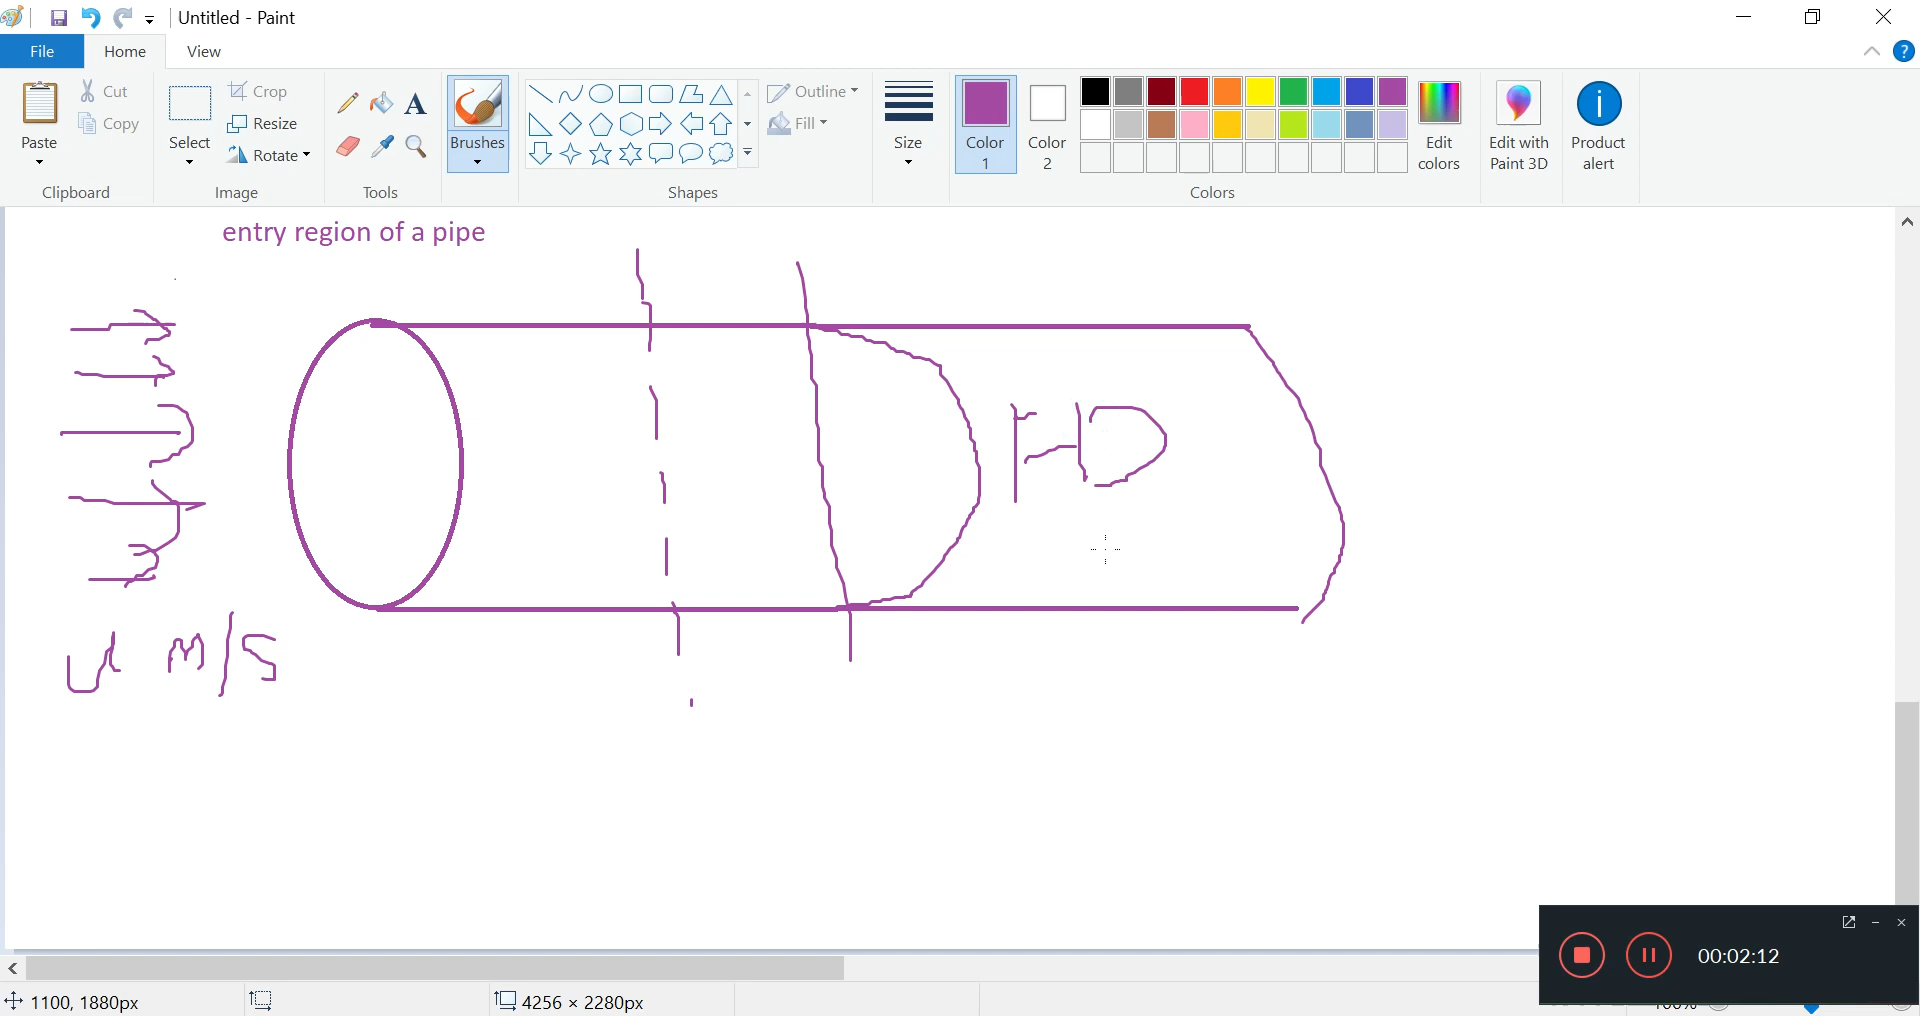 Untitled - Paint
File Home View
Paste
Cut
Copy
Clipboard
Select
Crop
Resize
Rotate
Image
Tools
Brushes
Outline
Fill
Shapes
Size
Color 1
Color 2
Edit colors
Colors
Edit with Paint 3D
Product alert
entry region of a pipe
FD
U m/s
00:02:12
1100, 1880px
4256 × 2280px